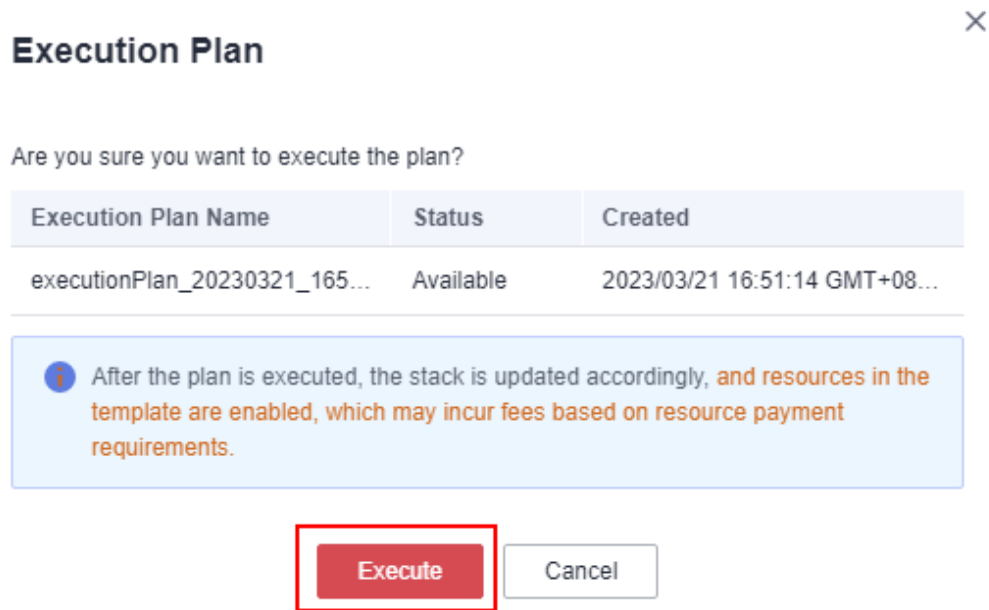 Execution Plan
Are you sure you want to execute the plan?
Execution Plan Name Status Created
executionPlan_20230321_165... Available 2023/03/21 16:51:14 GMT+08...
After the plan is executed, the stack is updated accordingly, and resources in the
template are enabled, which may incur fees based on resource payment
requirements.
Execute Cancel